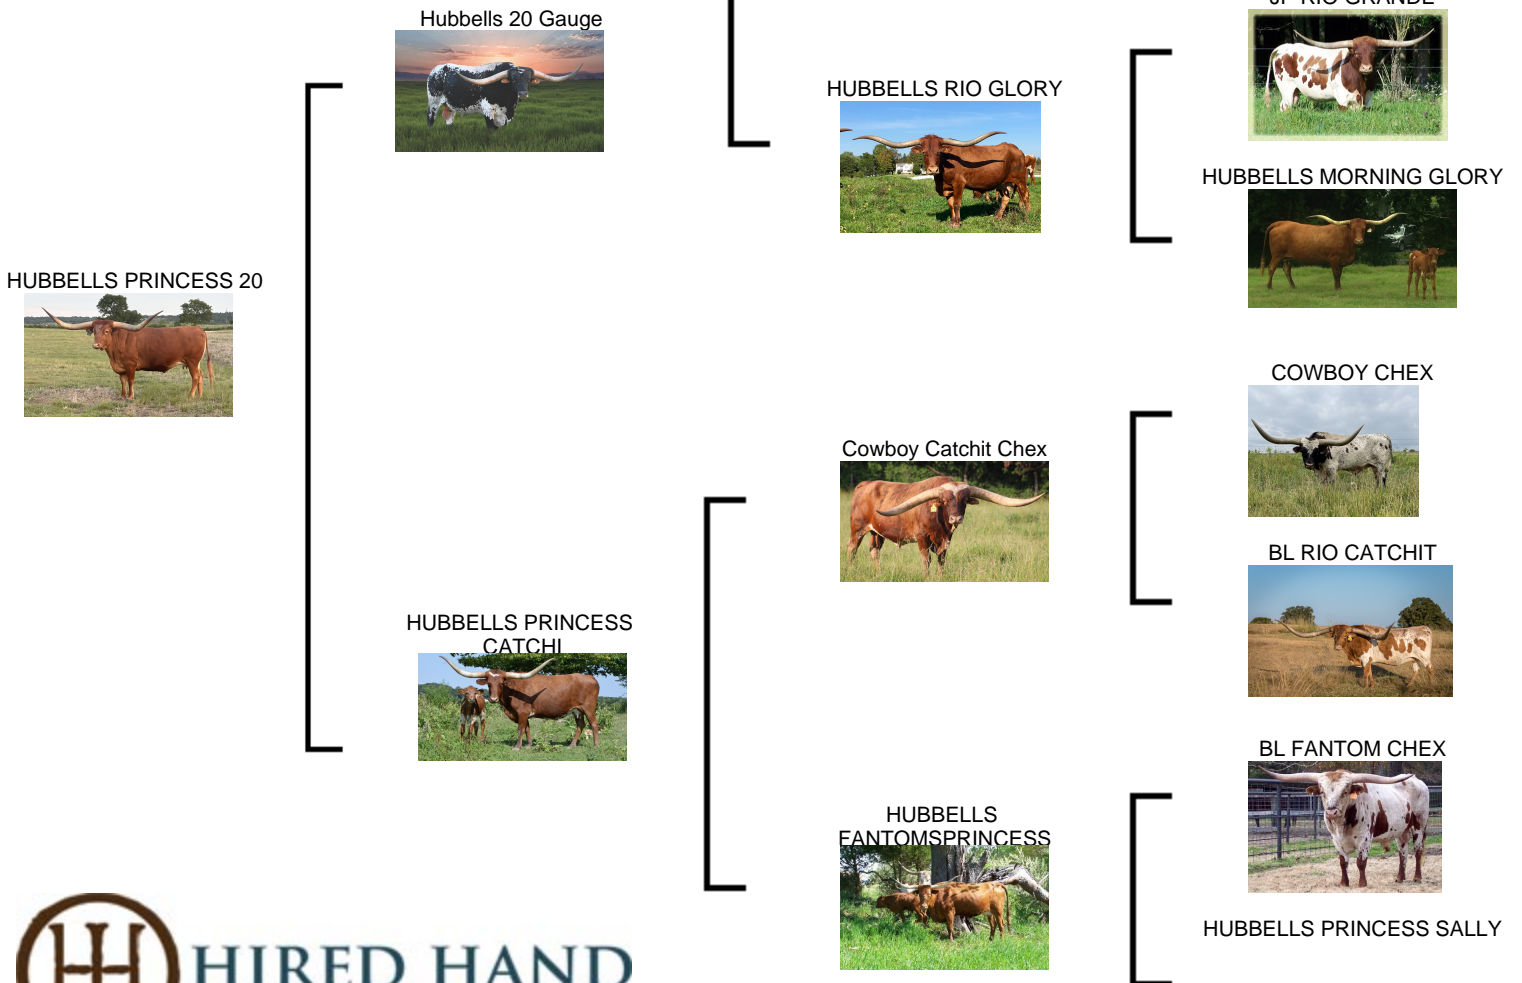 Hubbells 20 Gauge
HUBBELLS RIO GLORY
HUBBELLS MORNING GLORY
HUBBELLS PRINCESS 20
COWBOY CHEX
Cowboy Catchit Chex
BL RIO CATCHIT
HUBBELLS PRINCESS
CATCHI
BL FANTOM CHEX
HUBBELLS
FANTOMSPRINCESS
HUBBELLS PRINCESS SALLY
HIRED HAND